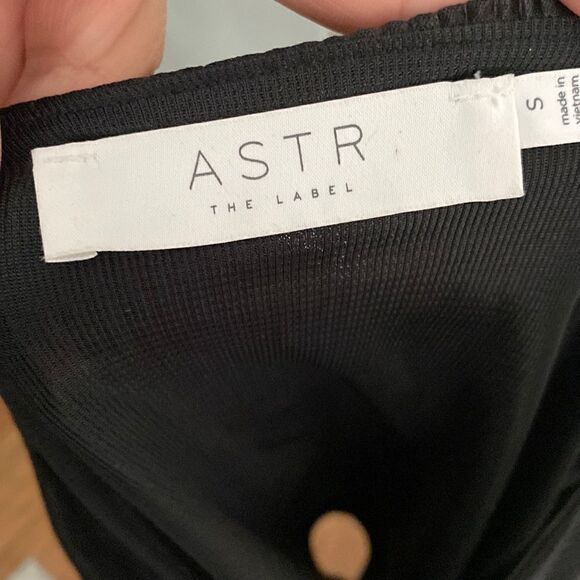 ASTR
THE LABEL
S
made in
vietnam